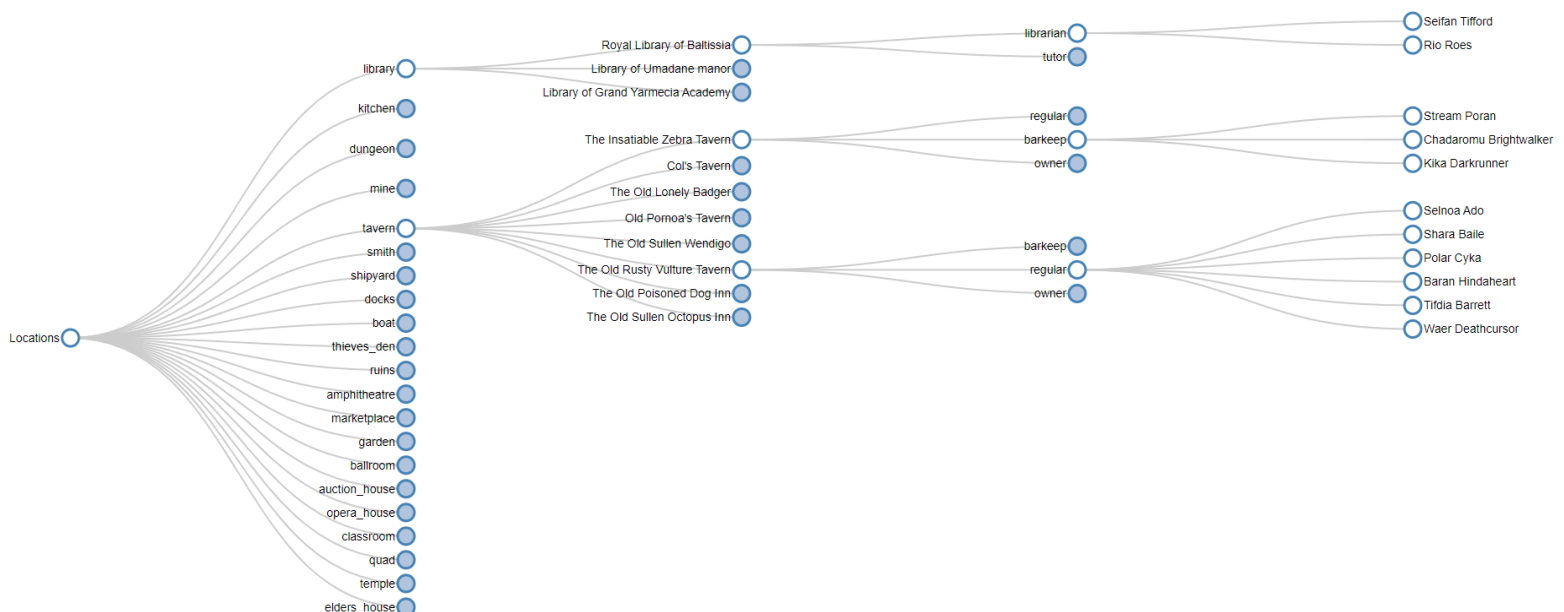 Locations
library
kitchen
dungeon
mine
tavern
smith
shipyard
docks
boat
thieves_den
ruins
amphitheatre
marketplace
garden
ballroom
auction_house
opera_house
classroom
quad
temple
elders_house
Royal Library of Baltissia
Library of Umadane manor
Library of Grand Yarmecia Academy
The Insatiable Zebra Tavern
Col's Tavern
The Old Lonely Badger
Old Pornoa's Tavern
The Old Sullen Wendigo
The Old Rusty Vulture Tavern
The Old Poisoned Dog Inn
The Old Sullen Octopus Inn
librarian
tutor
regular
barkeep
owner
barkeep
regular
owner
Seifan Tifford
Rio Roes
Stream Poran
Chadaromu Brightwalker
Kika Darkrunner
Selnoa Ado
Shara Baile
Polar Cyka
Baran Hindaheart
Tifdia Barrett
Waer Deathcursor